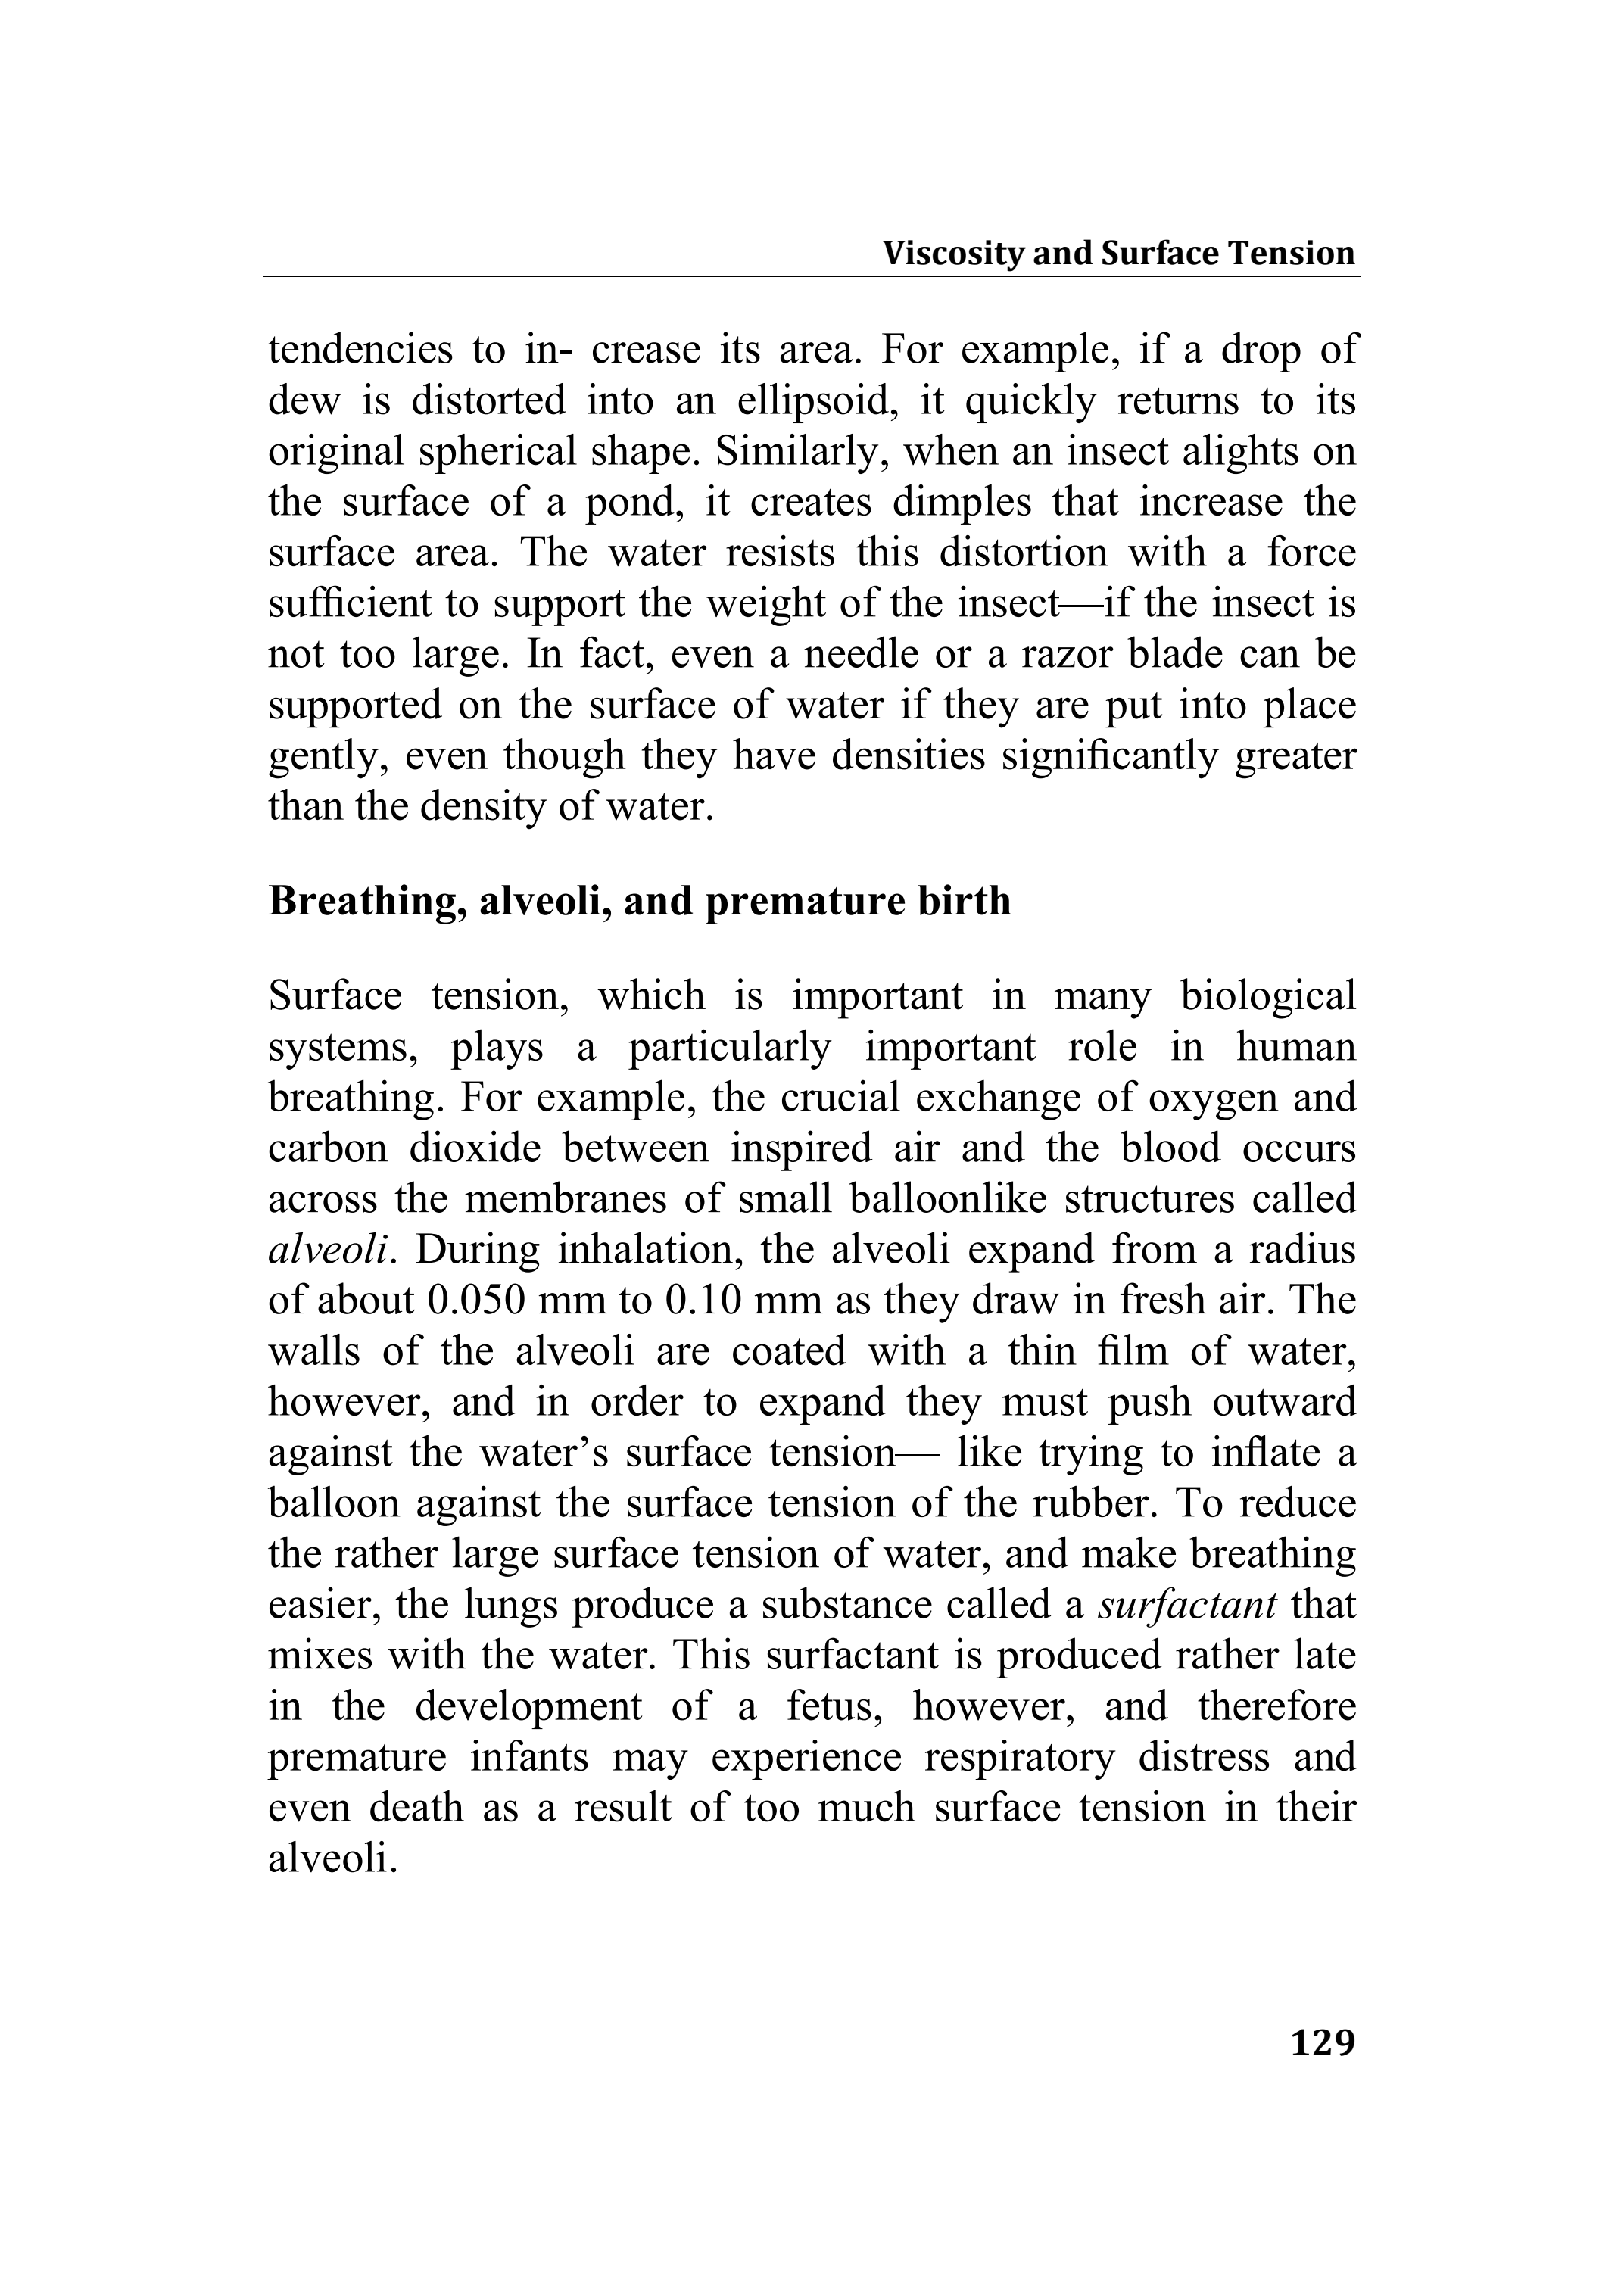 Viscosity and Surface Tension
tendencies to in- crease its area. For example, if a drop of
dew is distorted into an ellipsoid, it quickly returns to its
original spherical shape. Similarly, when an insect alights on
the surface of a pond, it creates dimples that increase the
surface area. The water resists this distortion with a force
sufficient to support the weight of the insect—if the insect is
not too large. In fact, even a needle or a razor blade can be
supported on the surface of water if they are put into place
gently, even though they have densities significantly greater
than the density of water.
Breathing, alveoli, and premature birth
Surface tension, which is important in many biological
systems, plays a particularly important role in human
breathing. For example, the crucial exchange of oxygen and
carbon dioxide between inspired air and the blood occurs
across the membranes of small balloonlike structures called
alveoli. During inhalation, the alveoli expand from a radius
of about 0.050 mm to 0.10 mm as they draw in fresh air. The
walls of the alveoli are coated with a thin film of water,
however, and in order to expand they must push outward
against the water’s surface tension— like trying to inflate a
balloon against the surface tension of the rubber. To reduce
the rather large surface tension of water, and make breathing
easier, the lungs produce a substance called a surfactant that
mixes with the water. This surfactant is produced rather late
in the development of a fetus, however, and therefore
premature infants may experience respiratory distress and
even death as a result of too much surface tension in their
alveoli.
129